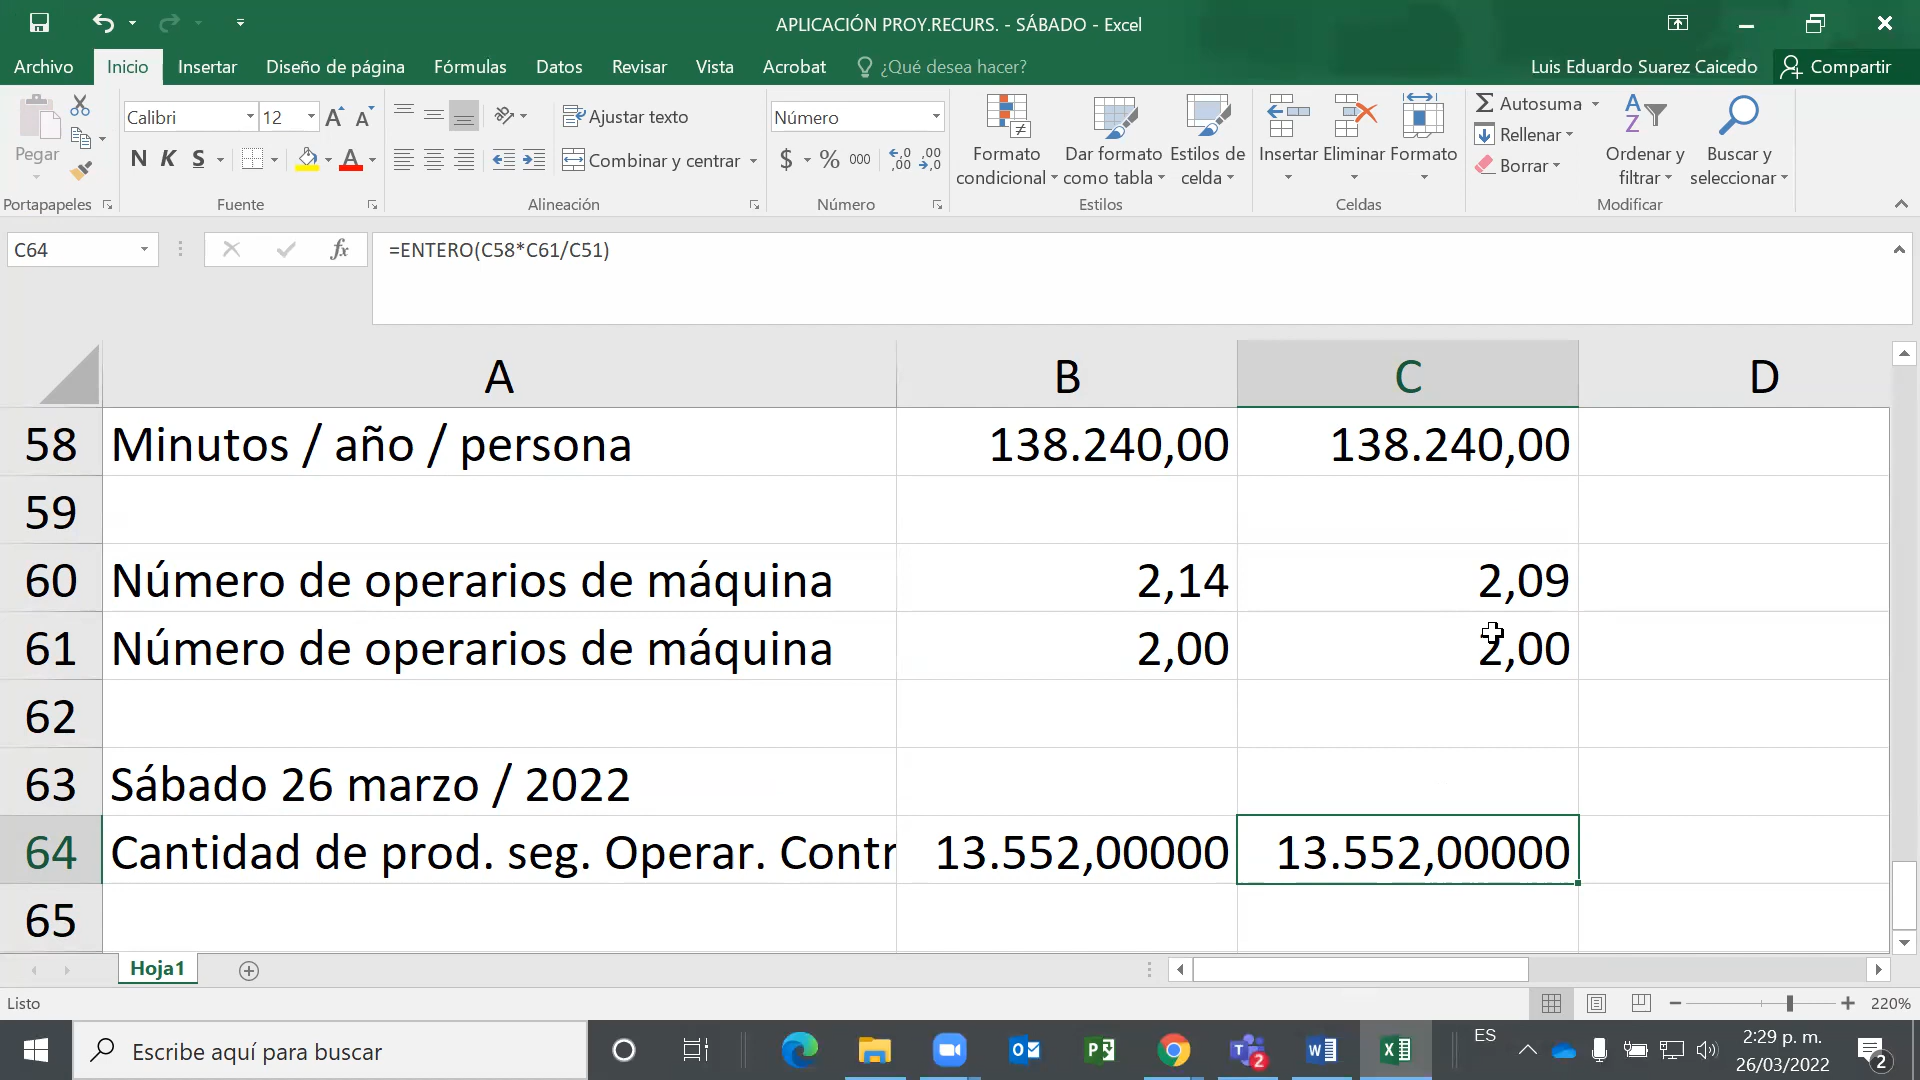 APLICACIÓN PROY.RECURS. - SÁBADO - Excel
Archivo Inicio Insertar Diseño de página Fórmulas Datos Revisar Vista Acrobat ¿Qué desea hacer? Luis Eduardo Suarez Caicedo Compartir
Pegar
Portapapeles
Calibri 12
N K S
Fuente
Ajustar texto
Combinar y centrar
Alineación
Número
$ % 000
Número
Formato condicional
Dar formato como tabla
Estilos de celda
Estilos
Insertar Eliminar Formato
Celdas
Autosuma
Rellenar
Borrar
Ordenar y filtrar
Buscar y seleccionar
Modificar
C64 fx =ENTERO(C58*C61/C51)
A B C D
58 Minutos / año / persona 138.240,00 138.240,00
59
60 Número de operarios de máquina 2,14 2,09
61 Número de operarios de máquina 2,00 2,00
62
63 Sábado 26 marzo / 2022
64 Cantidad de prod. seg. Operar. Contr 13.552,00000 13.552,00000
65
Hoja1
Listo 220%
Escribe aquí para buscar
ES
2:29 p. m.
26/03/2022
2
2